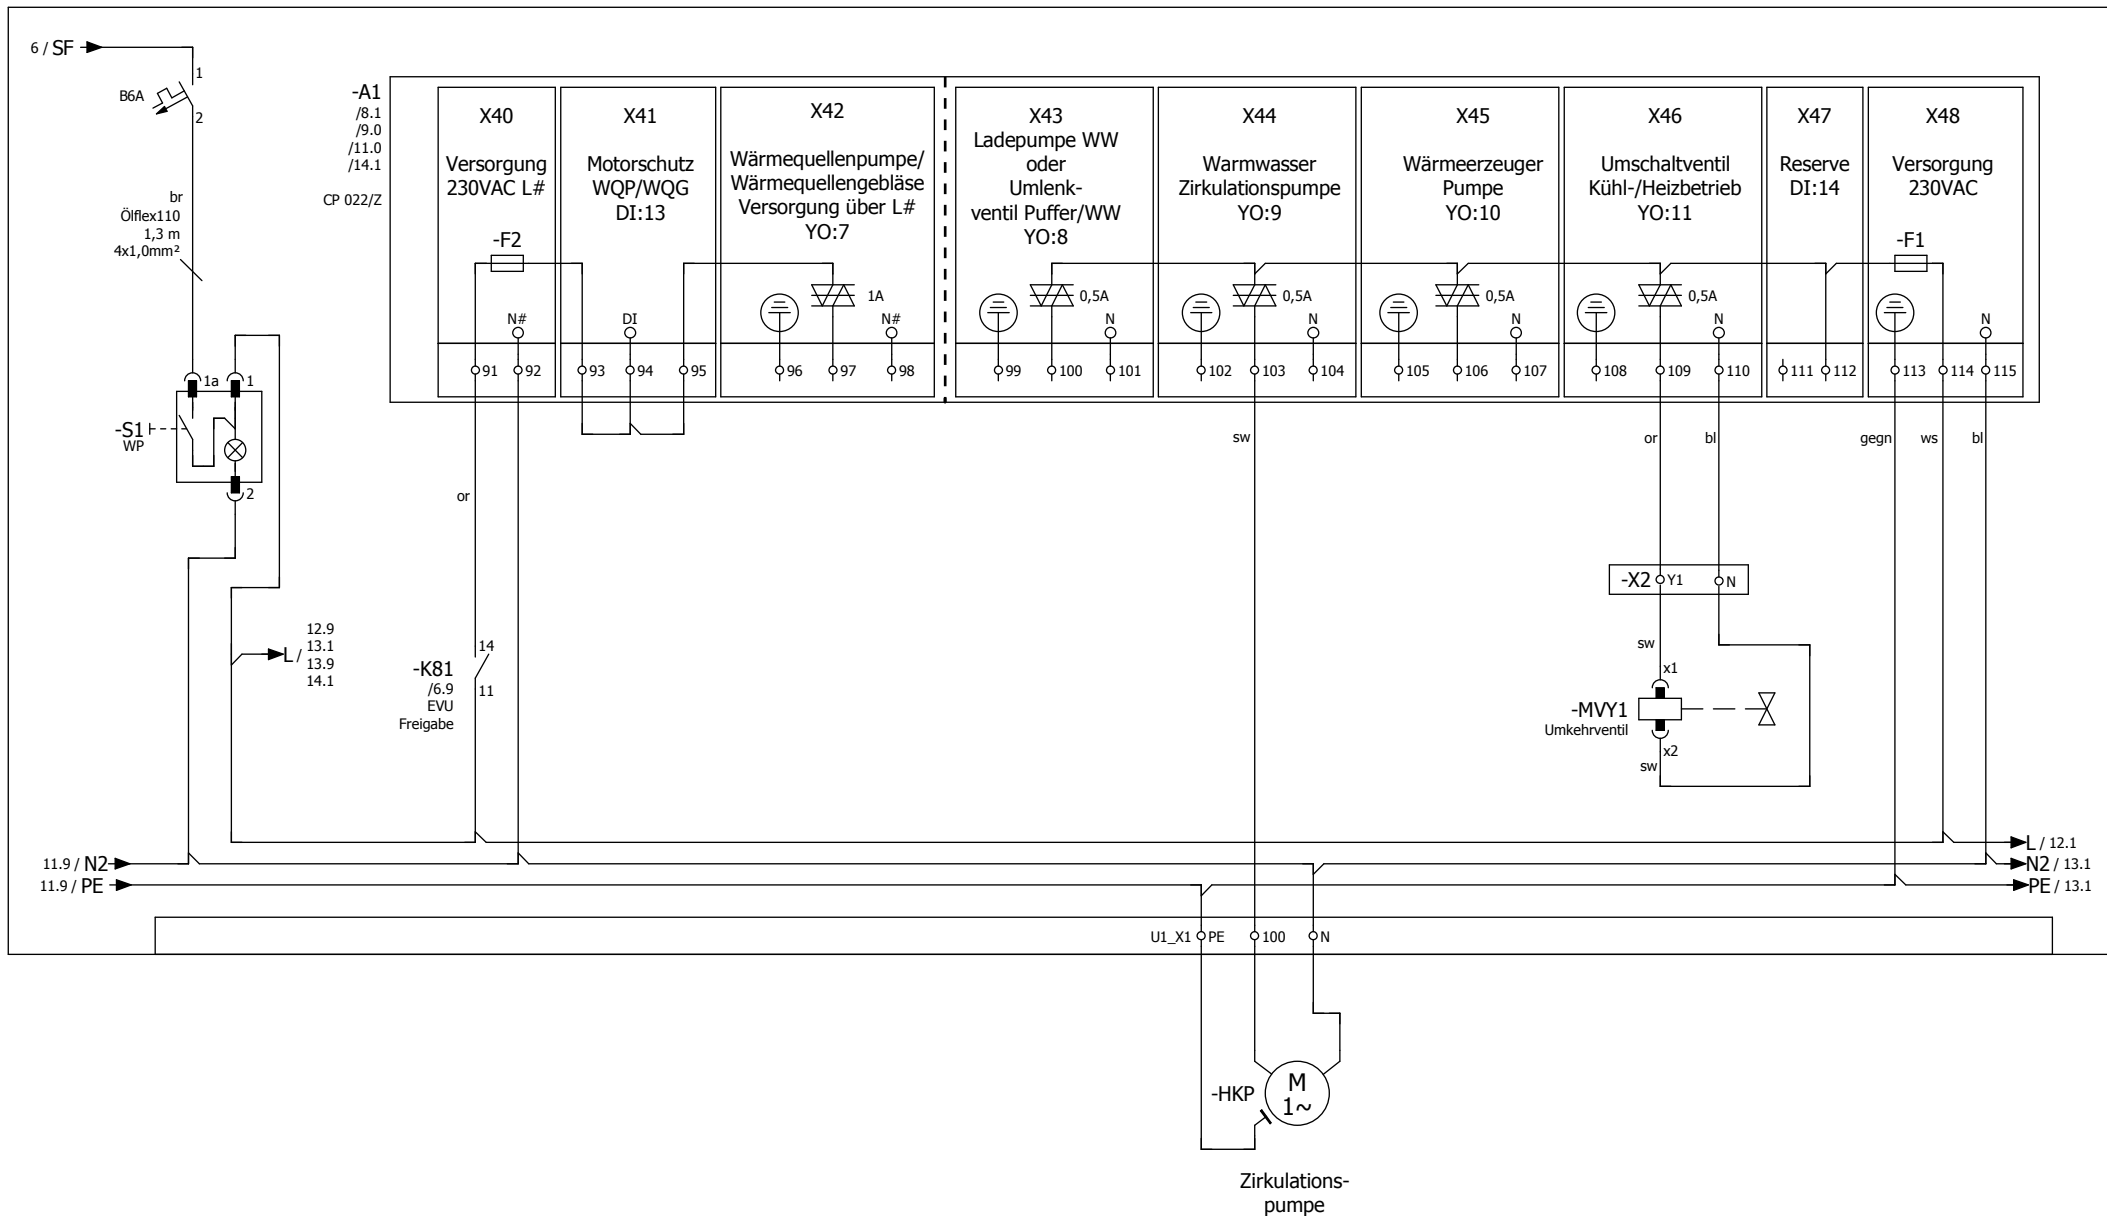 6 / SF
1
B6A
2
br
Ölflex110
1,3 m
4x1,0mm²
1a
1
-S1
WP
2
12.9
13.1
13.9
14.1
L /
-A1
/8.1
/9.0
/11.0
/14.1
CP 022/Z
X40
Versorgung
230VAC L#
-F2
N#
91
92
X41
Motorschutz
WQP/WQG
DI:13
DI
93
94
95
X42
Wärmequellenpumpe/
Wärmequellengebläse
Versorgung über L#
YO:7
1A
N#
96
97
98
X43
Ladepumpe WW
oder
Umlenk-
ventil Puffer/WW
YO:8
0,5A
N
99
100
101
X44
Warmwasser
Zirkulationspumpe
YO:9
0,5A
N
102
103
104
X45
Wärmeerzeuger
Pumpe
YO:10
0,5A
N
105
106
107
X46
Umschaltventil
Kühl-/Heizbetrieb
YO:11
0,5A
N
108
109
110
X47
Reserve
DI:14
111
112
X48
Versorgung
230VAC
-F1
N
113
114
115
or
sw
or
bl
gegn
ws
bl
-K81
/6.9
EVU
Freigabe
14
11
-X2
Y1
N
sw
x1
-MVY1
Umkehrventil
x2
sw
L / 12.1
11.9 / N2
N2 / 13.1
11.9 / PE
PE / 13.1
U1_X1
PE
100
N
-HKP
M
1~
Zirkulations-
pumpe